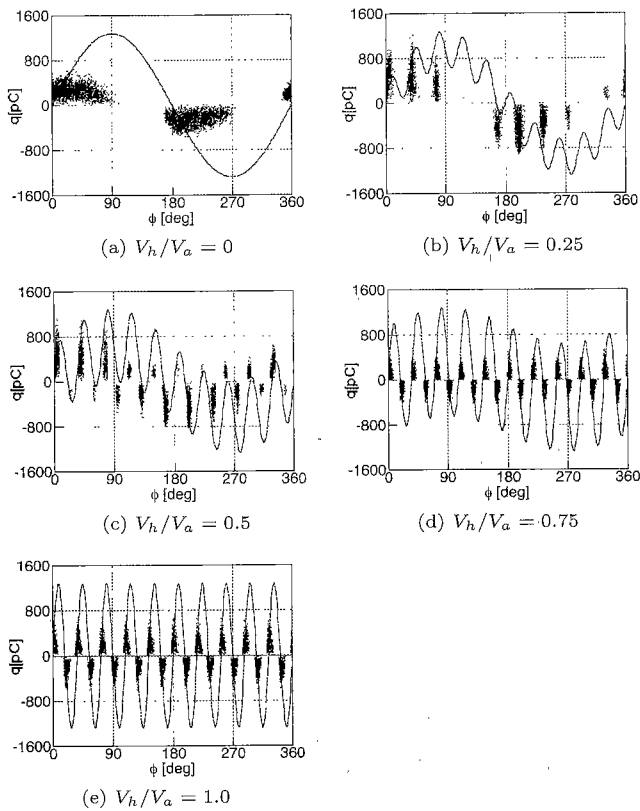 1600
800
0
-800
-1600
q[pC]
0 90 180 270 360
ϕ [deg]
(a) V_h/V_a = 0
1600
800
0
-800
-1600
q[pC]
0 90 180 270 360
ϕ [deg]
(b) V_h/V_a = 0.25
1600
800
0
-800
-1600
q[pC]
0 90 180 270 360
ϕ [deg]
(c) V_h/V_a = 0.5
1600
800
0
-800
-1600
q[pC]
0 90 180 270 360
ϕ [deg]
(d) V_h/V_a = 0.75
1600
800
0
-800
-1600
q[pC]
0 90 180 270 360
ϕ [deg]
(e) V_h/V_a = 1.0